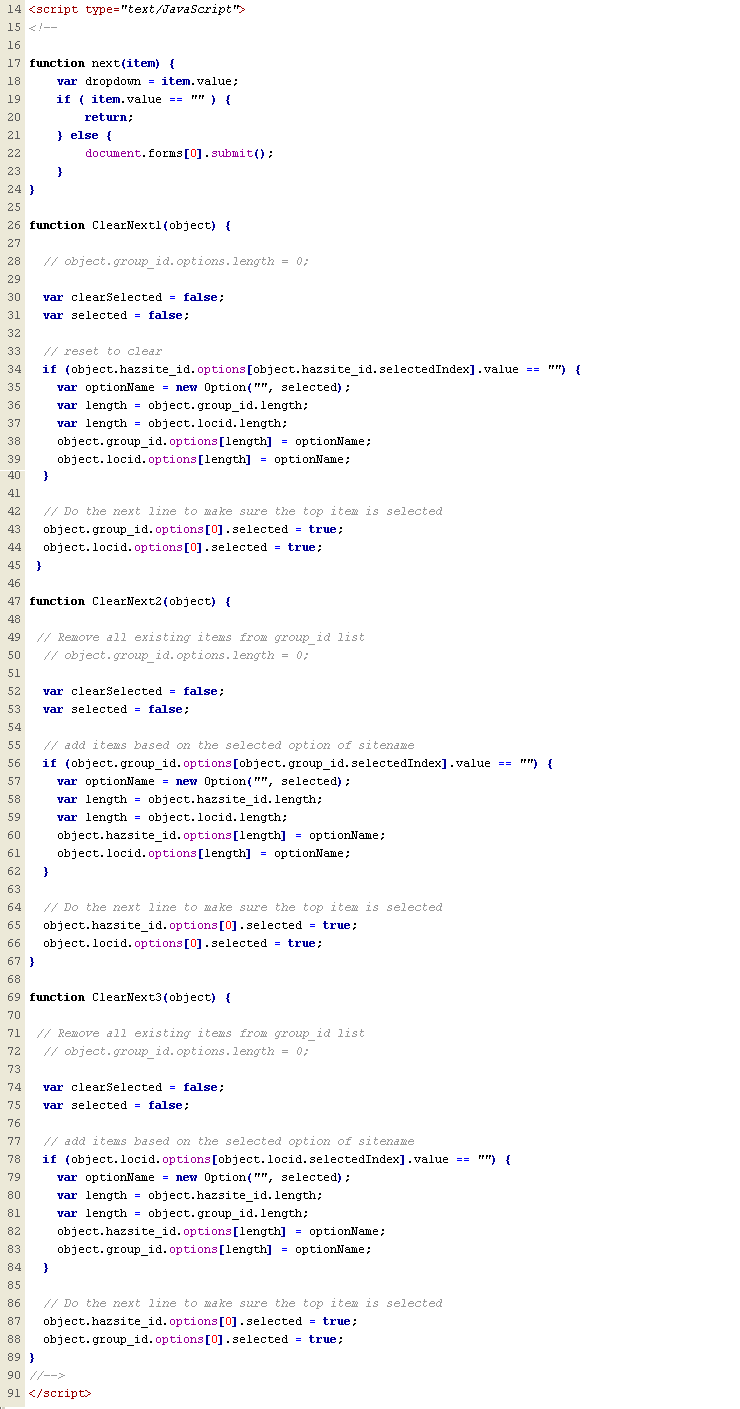 14 <script type="text/JavaScript">
15 <!--
16
17 function next(item) {
18     var dropdown = item.value;
19     if ( item.value == "" ) {
20         return;
21     } else {
22         document.forms[0].submit();
23     }
24 }
25
26 function ClearNext1(object) {
27
28   // object.group_id.options.length = 0;
29
30   var clearSelected = false;
31   var selected = false;
32
33   // reset to clear
34   if (object.hazsite_id.options[object.hazsite_id.selectedIndex].value == "") {
35     var optionName = new Option("", selected);
36     var length = object.group_id.length;
37     var length = object.locid.length;
38     object.group_id.options[length] = optionName;
39     object.locid.options[length] = optionName;
40   }
41
42   // Do the next line to make sure the top item is selected
43   object.group_id.options[0].selected = true;
44   object.locid.options[0].selected = true;
45  }
46
47 function ClearNext2(object) {
48
49  // Remove all existing items from group_id list
50   // object.group_id.options.length = 0;
51
52   var clearSelected = false;
53   var selected = false;
54
55   // add items based on the selected option of sitename
56   if (object.group_id.options[object.group_id.selectedIndex].value == "") {
57     var optionName = new Option("", selected);
58     var length = object.hazsite_id.length;
59     var length = object.locid.length;
60     object.hazsite_id.options[length] = optionName;
61     object.locid.options[length] = optionName;
62   }
63
64   // Do the next line to make sure the top item is selected
65   object.hazsite_id.options[0].selected = true;
66   object.locid.options[0].selected = true;
67 }
68
69 function ClearNext3(object) {
70
71  // Remove all existing items from group_id list
72   // object.group_id.options.length = 0;
73
74   var clearSelected = false;
75   var selected = false;
76
77   // add items based on the selected option of sitename
78   if (object.locid.options[object.locid.selectedIndex].value == "") {
79     var optionName = new Option("", selected);
80     var length = object.hazsite_id.length;
81     var length = object.group_id.length;
82     object.hazsite_id.options[length] = optionName;
83     object.group_id.options[length] = optionName;
84   }
85
86   // Do the next line to make sure the top item is selected
87   object.hazsite_id.options[0].selected = true;
88   object.group_id.options[0].selected = true;
89 }
90 //-->
91 </script>